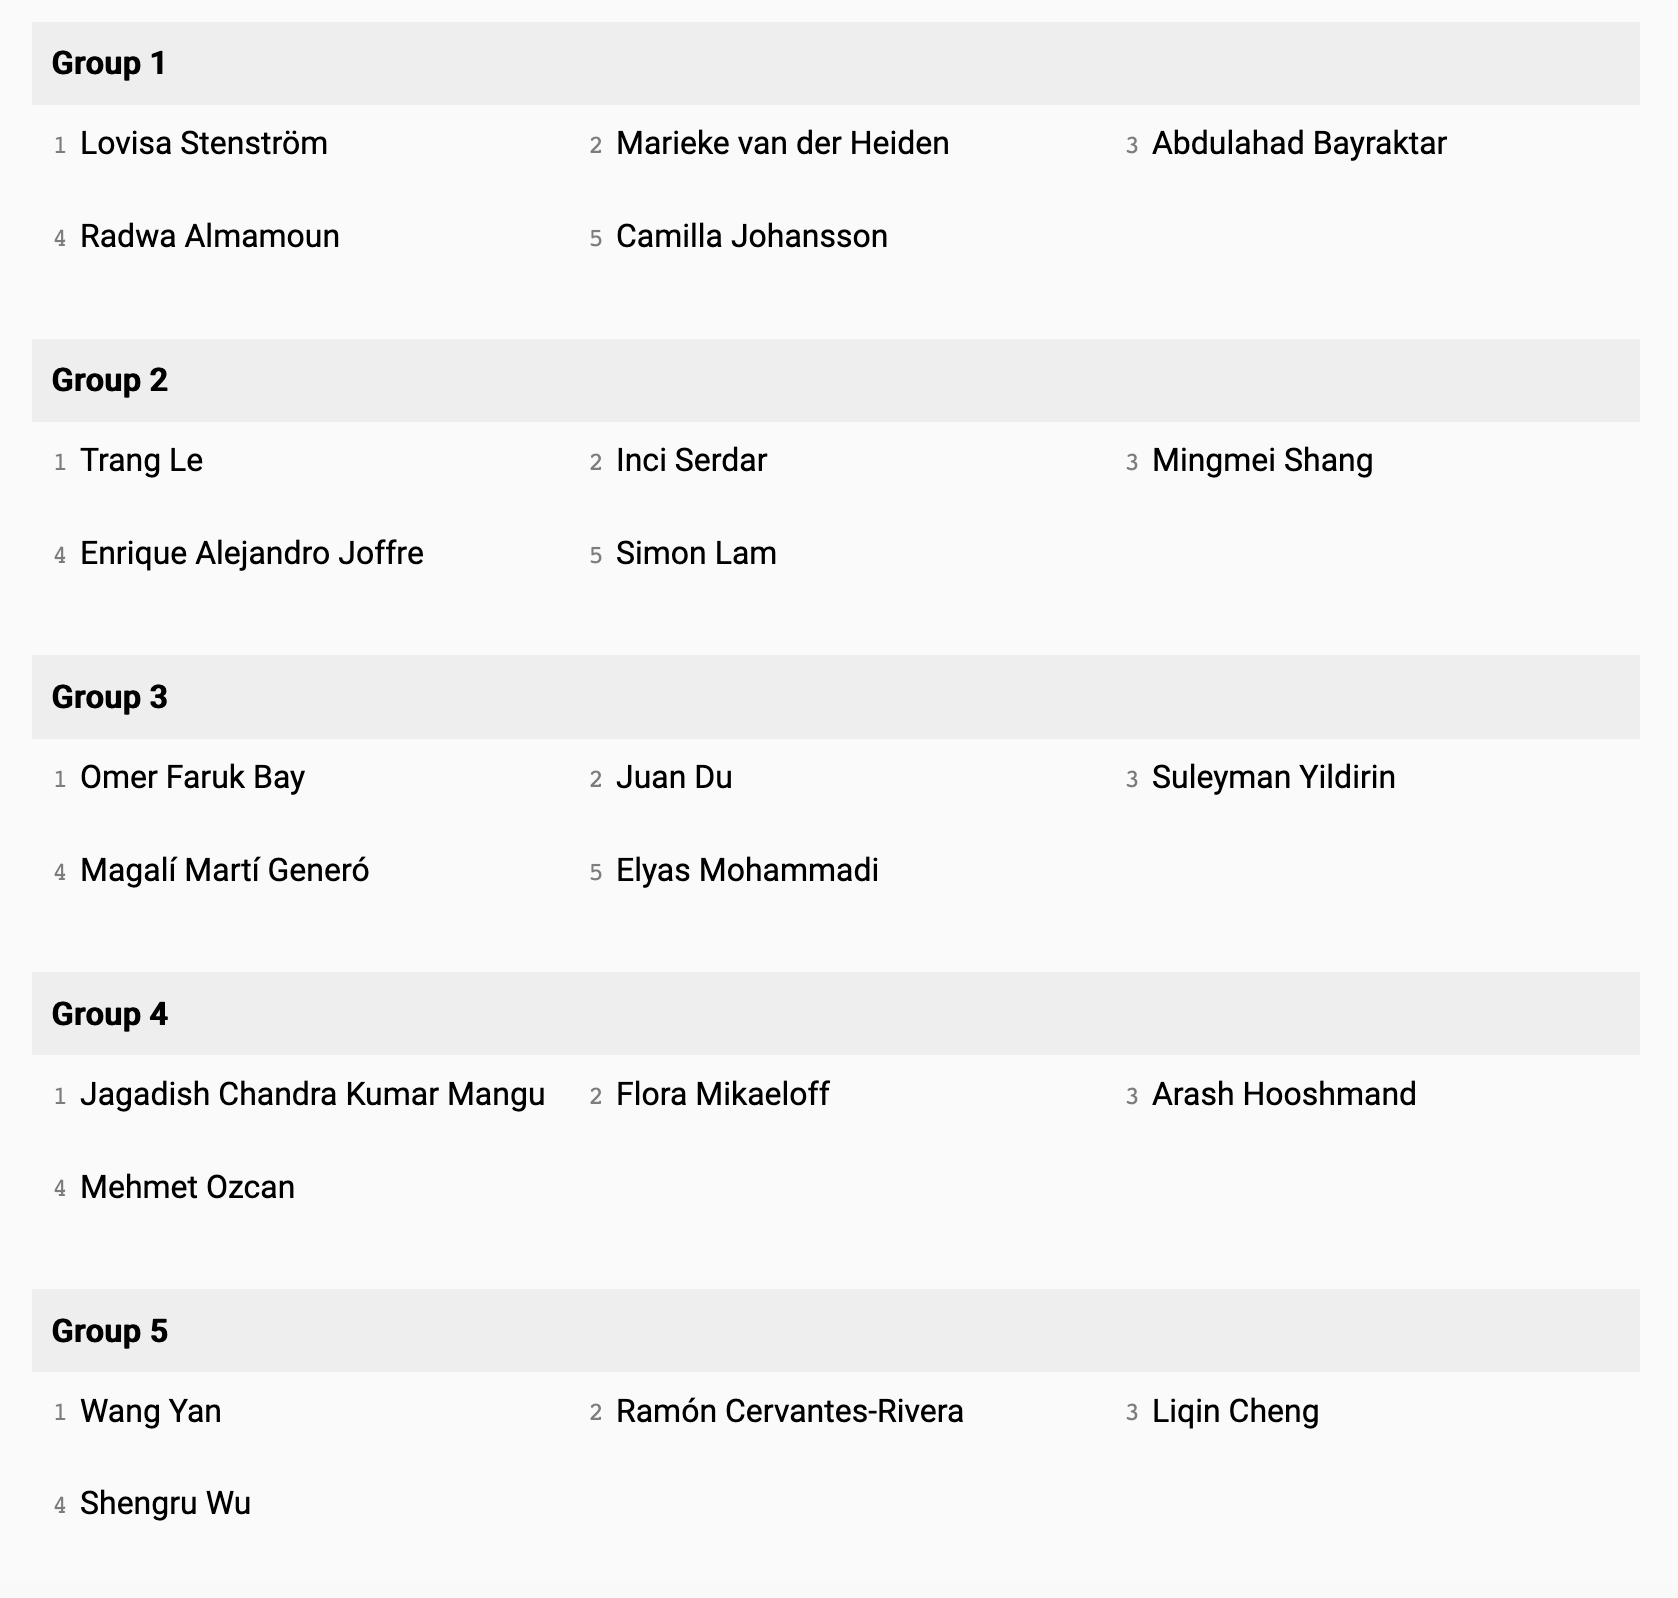 Group 1
1 Lovisa Stenström 2 Marieke van der Heiden 3 Abdulahad Bayraktar
4 Radwa Almamoun 5 Camilla Johansson
Group 2
1 Trang Le 2 Inci Serdar 3 Mingmei Shang
4 Enrique Alejandro Joffre 5 Simon Lam
Group 3
1 Omer Faruk Bay 2 Juan Du 3 Suleyman Yildirin
4 Magalí Martí Generó 5 Elyas Mohammadi
Group 4
1 Jagadish Chandra Kumar Mangu 2 Flora Mikaeloff 3 Arash Hooshmand
4 Mehmet Ozcan
Group 5
1 Wang Yan 2 Ramón Cervantes-Rivera 3 Liqin Cheng
4 Shengru Wu